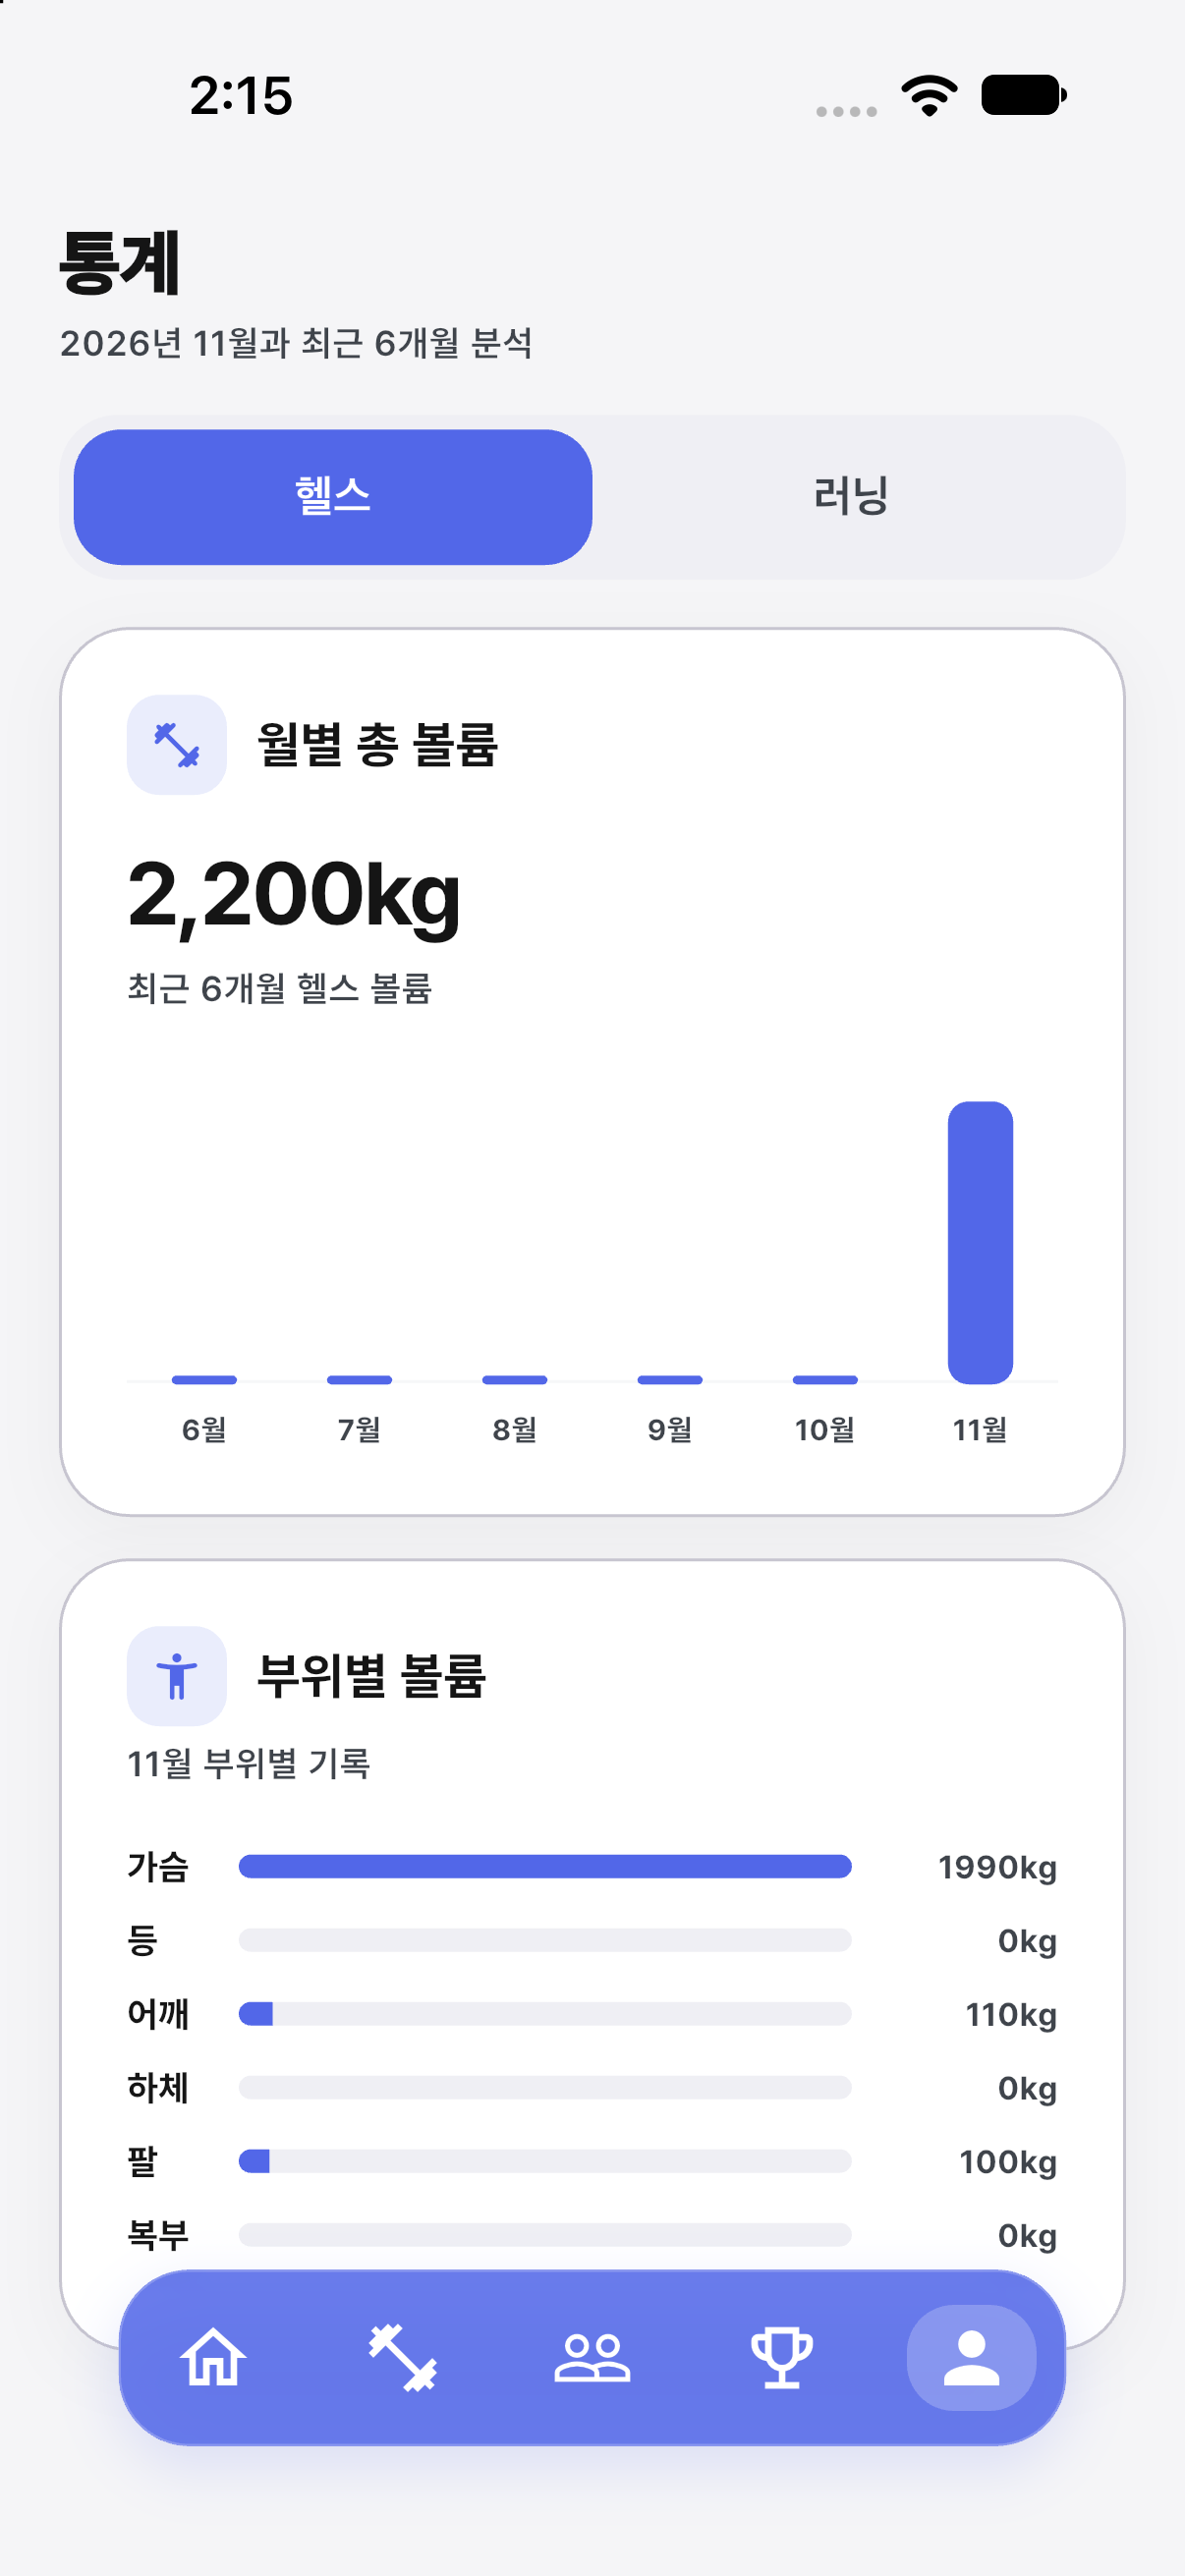 2:15
통계
2026년 11월과 최근 6개월 분석
헬스 러닝
월별 총 볼륨
2,200kg
최근 6개월 헬스 볼륨
6월 7월 8월 9월 10월 11월
부위별 볼륨
11월 부위별 기록
가슴 1990kg
등 0kg
어깨 110kg
하체 0kg
팔 100kg
복부 0kg